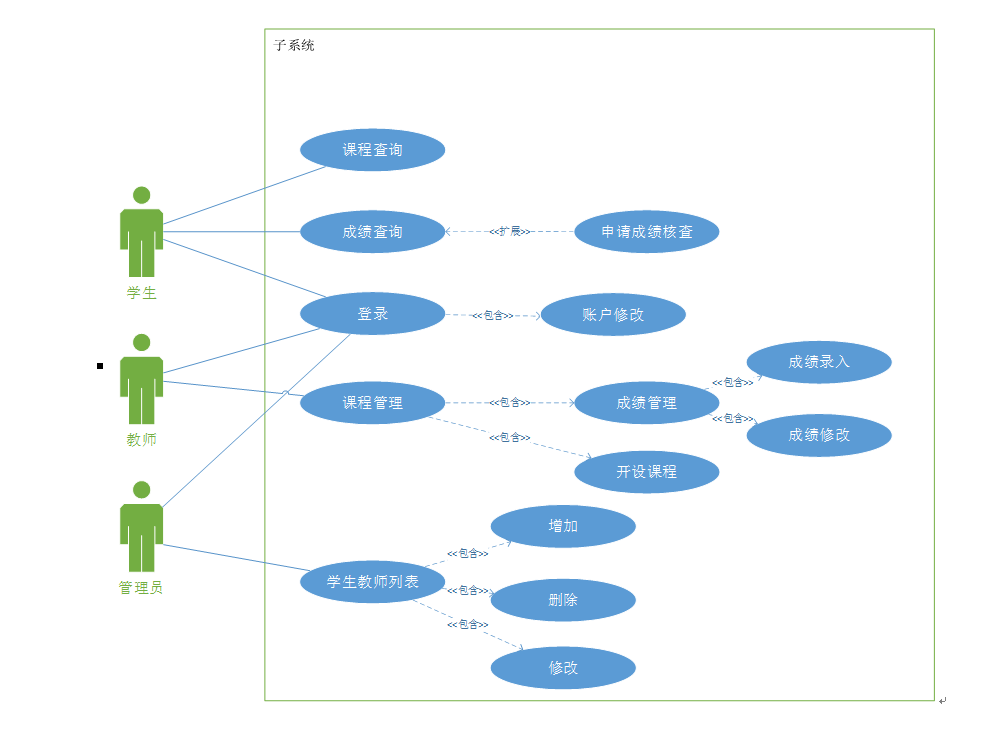 子系统
课程查询
成绩查询
<<扩展>>
申请成绩核查
学生
登录
<<包含>>
账户修改
成绩录入
<<包含>>
课程管理
<<包含>>
成绩管理
<<包含>>
成绩修改
教师
<<包含>>
开设课程
增加
<<包含>>
学生教师列表
<<包含>>
删除
管理员
<<包含>>
修改